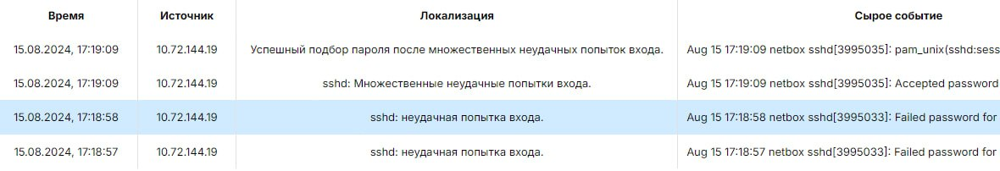 Время Источник Локализация Сырое событие
15.08.2024, 17:19:09 10.72.144.19 Успешный подбор пароля после множественных неудачных попыток входа. Aug 15 17:19:09 netbox sshd[3995035]: pam_unix(sshd:sess
15.08.2024, 17:19:09 10.72.144.19 sshd: Множественные неудачные попытки входа. Aug 15 17:19:09 netbox sshd[3995035]: Accepted password
15.08.2024, 17:18:58 10.72.144.19 sshd: неудачная попытка входа. Aug 15 17:18:58 netbox sshd[3995033]: Failed password for
15.08.2024, 17:18:57 10.72.144.19 sshd: неудачная попытка входа. Aug 15 17:18:57 netbox sshd[3995033]: Failed password for